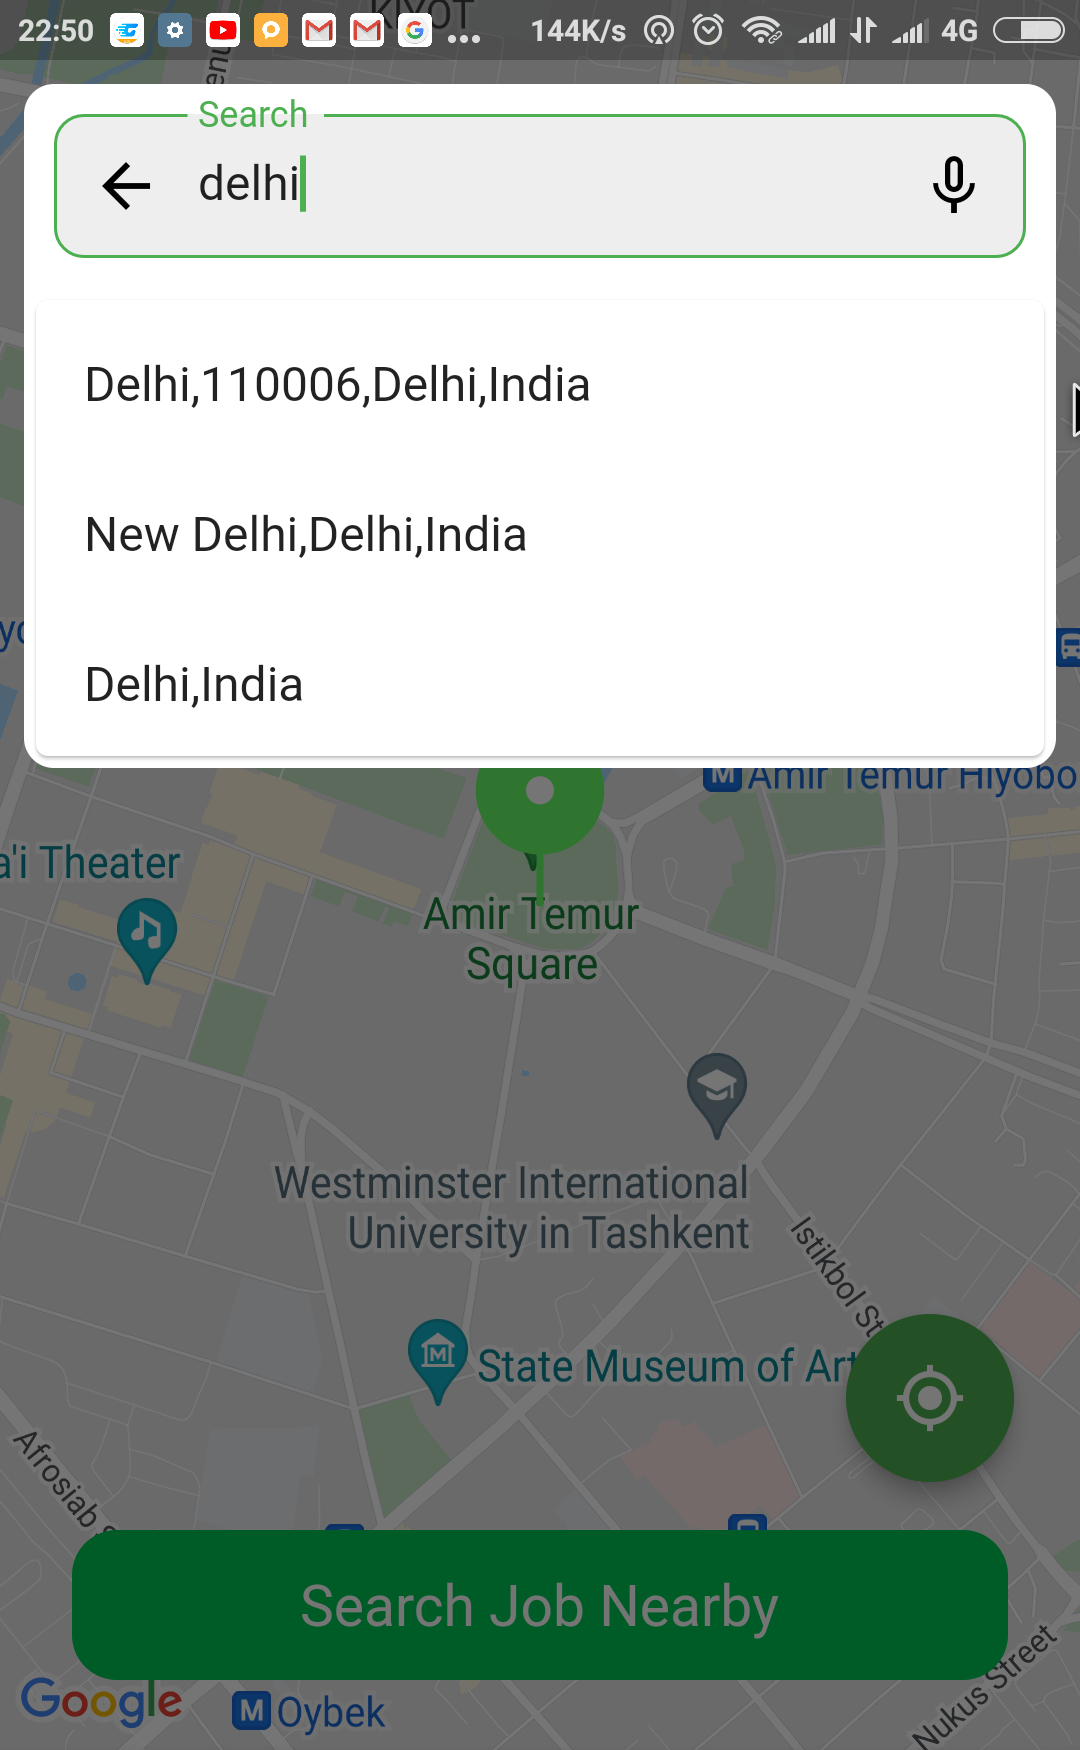 22:50
144K/s
4G
KIYOT
Search
delhi
Delhi,110006,Delhi,India
New Delhi,Delhi,India
Delhi,India
M Amir Temur Hiyobo
a'i Theater
Amir Temur
Square
Westminster International
University in Tashkent
Istikbol St
M
State Museum of Art
Afrosiab s
Search Job Nearby
Google
M Oybek
Nukus Street